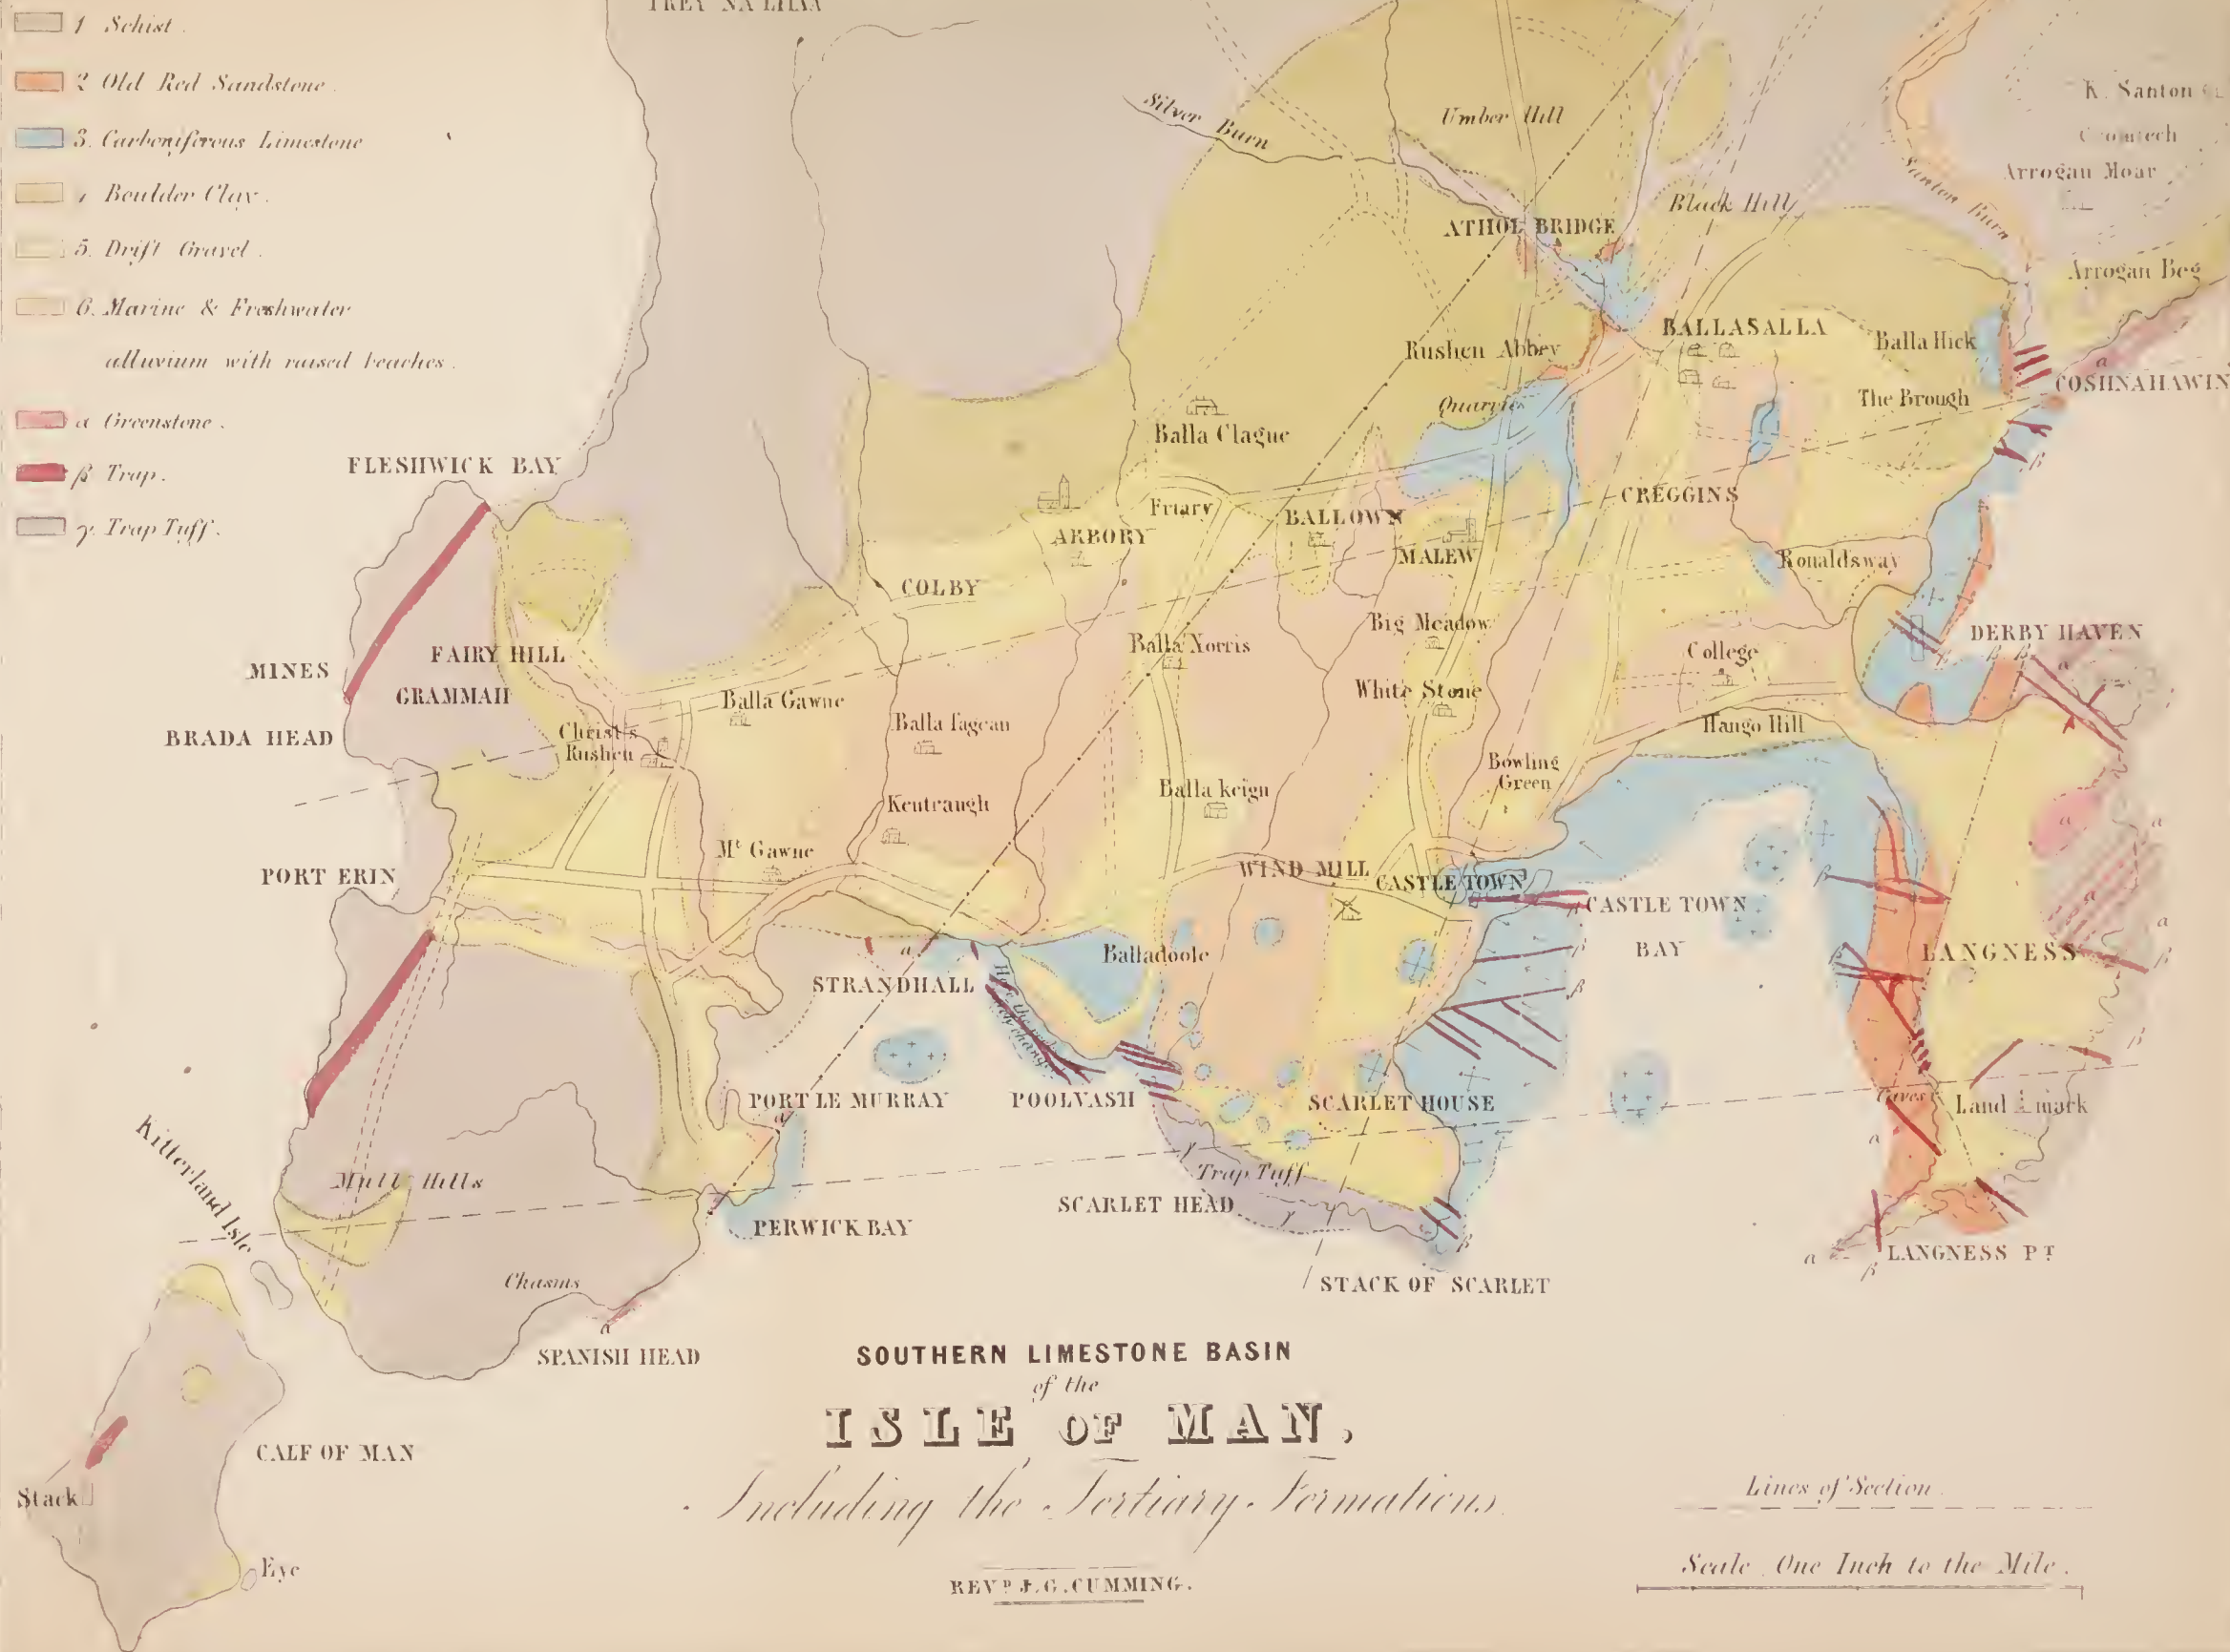 1 Schist.
2 Old Red Sandstone.
3. Carboniferous Limestone
4 Boulder Clay.
5. Drift Gravel.
6. Marine & Freshwater
alluvium with raised beaches.
α Greenstone.
β Trap.
γ. Trap Tuff.
Silver Burn
Umber Hill
K. Santon
Arrogan Moar
Santon Burn
Black Hill
ATHOL BRIDGE
Arrogan Beg
BALLASALLA
Balla Hick
Rushen Abbey
COSHNAHAWIN
The Brough
Quarries
Balla Clague
FLESHWICK BAY
CREGGINS
Friary
BALLOWN
ARBORY
MALEW
Ronaldsway
COLBY
Big Meadow
DERBY HAVEN
Balla Norris
College
FAIRY HILL
MINES
GRAMMAH
White Stone
Balla Gawne
Balla fagean
Hango Hill
BRADA HEAD
Christ's
Rushen
Bowling
Green
Balla keign
Kentraugh
Mt Gawne
WIND MILL
CASTLE TOWN
PORT ERIN
CASTLE TOWN
BAY
Balladoole
LANGNESS
STRANDHALL
PORT LE MURRAY
POOLVASH
SCARLET HOUSE
Caves
Land mark
Kitterland Isle
Mull Hills
Trap Tuff
SCARLET HEAD
PERWICK BAY
LANGNESS PT
Chasms
STACK OF SCARLET
SPANISH HEAD
SOUTHERN LIMESTONE BASIN
of the
ISLE OF MAN,
Including the Tertiary Formations.
CALF OF MAN
Stack
Eye
Lines of Section.
Scale. One Inch to the Mile.
REVD. J. G. CUMMING.